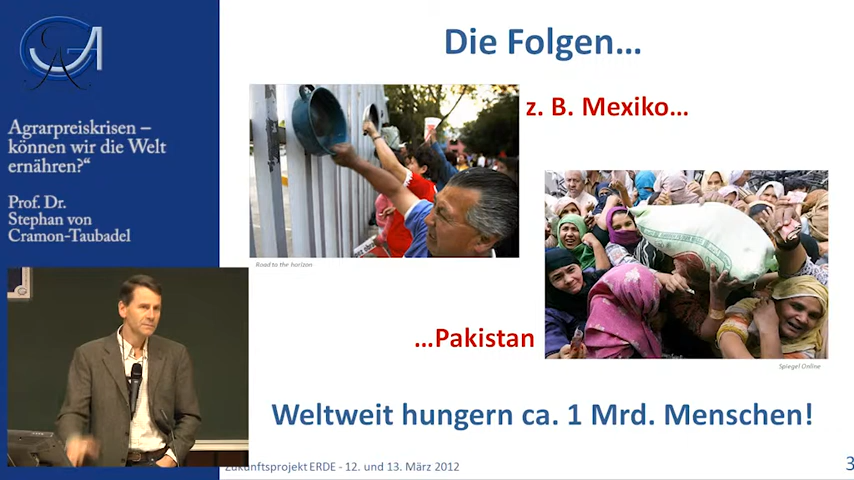 Agrarpreiskrisen –
können wir die Welt
ernähren?“
Prof. Dr.
Stephan von
Cramon-Taubadel
Die Folgen...
z. B. Mexiko...
Road to the horizon
...Pakistan
Spiegel Online
Weltweit hungern ca. 1 Mrd. Menschen!
Zukunftsprojekt ERDE - 12. und 13. März 2012
3